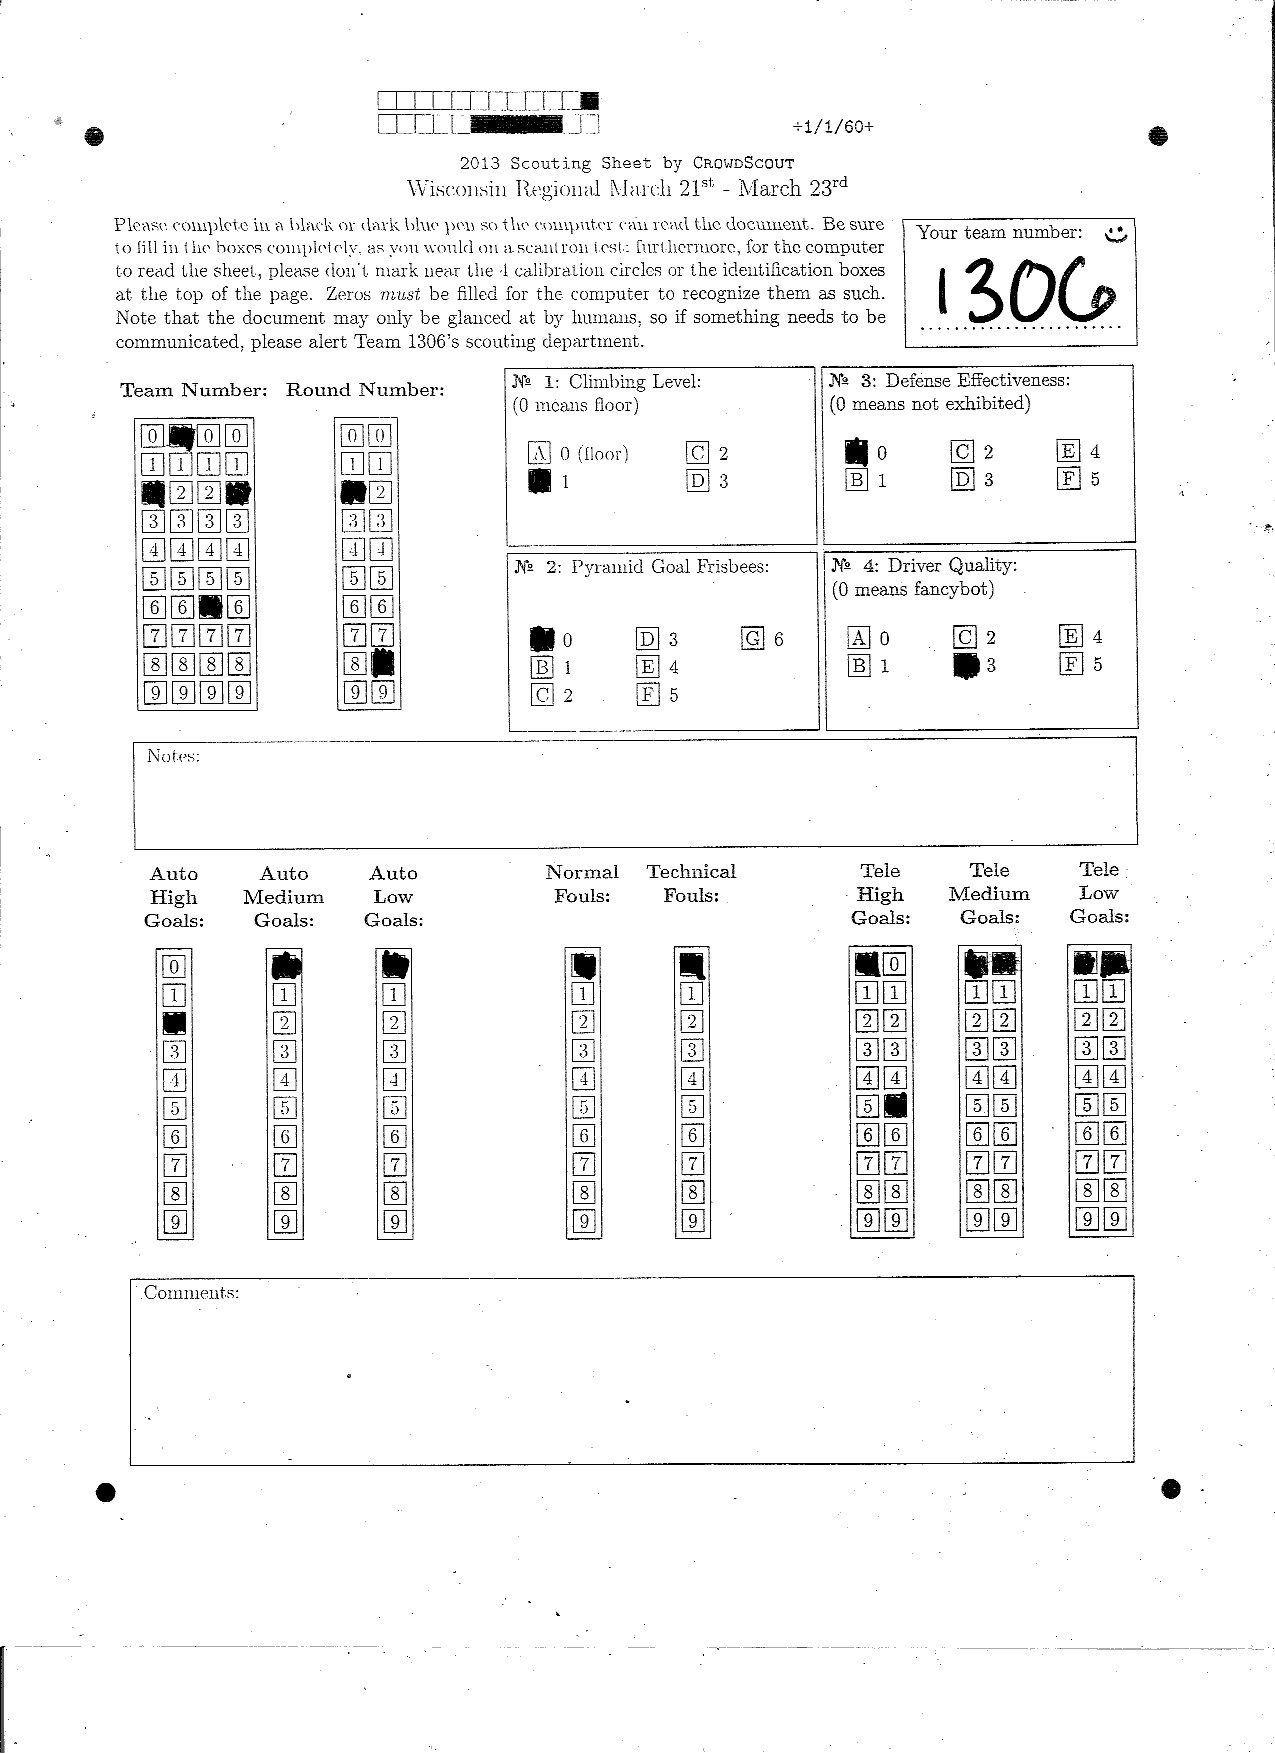 ÷1/1/60+
2013 Scouting Sheet by CROWDSCOUT
Wisconsin Regional March 21st - March 23rd
Please complete in a black or dark blue pen so the computer can read the document. Be sure
to fill in the boxes completely, as you would on a scantron test; furthermore, for the computer
to read the sheet, please don't mark near the 4 calibration circles or the identification boxes
at the top of the page. Zeros must be filled for the computer to recognize them as such.
Note that the document may only be glanced at by humans, so if something needs to be
communicated, please alert Team 1306's scouting department.
Your team number:
1306
Team Number: Round Number:
0 0 0 0 0
1 1 1 1 1 1
2 2 2
3 3 3 3 3 3
4 4 4 4 4 4
5 5 5 5 5 5
6 6 6 6 6
7 7 7 7 7 7
8 8 8 8 8
9 9 9 9 9 9
№ 1: Climbing Level:
(0 means floor)
A 0 (floor) C 2
1 D 3
№ 3: Defense Effectiveness:
(0 means not exhibited)
0 C 2 E 4
B 1 D 3 F 5
№ 2: Pyramid Goal Frisbees:
0 D 3 G 6
B 1 E 4
C 2 F 5
№ 4: Driver Quality:
(0 means fancybot)
A 0 C 2 E 4
B 1 3 F 5
Notes:
Auto Auto Auto Normal Technical Tele Tele Tele
High Medium Low Fouls: Fouls: High Medium Low
Goals: Goals: Goals: Goals: Goals: Goals:
0 0
1 1 1 1 1 1 1 1 1 1 1
2 2 2 2 2 2 2 2 2 2
3 3 3 3 3 3 3 3 3 3 3
4 4 4 4 4 4 4 4 4 4 4
5 5 5 5 5 5 5 5 5 5
6 6 6 6 6 6 6 6 6 6 6
7 7 7 7 7 7 7 7 7 7 7
8 8 8 8 8 8 8 8 8 8 8
9 9 9 9 9 9 9 9 9 9 9
Comments: